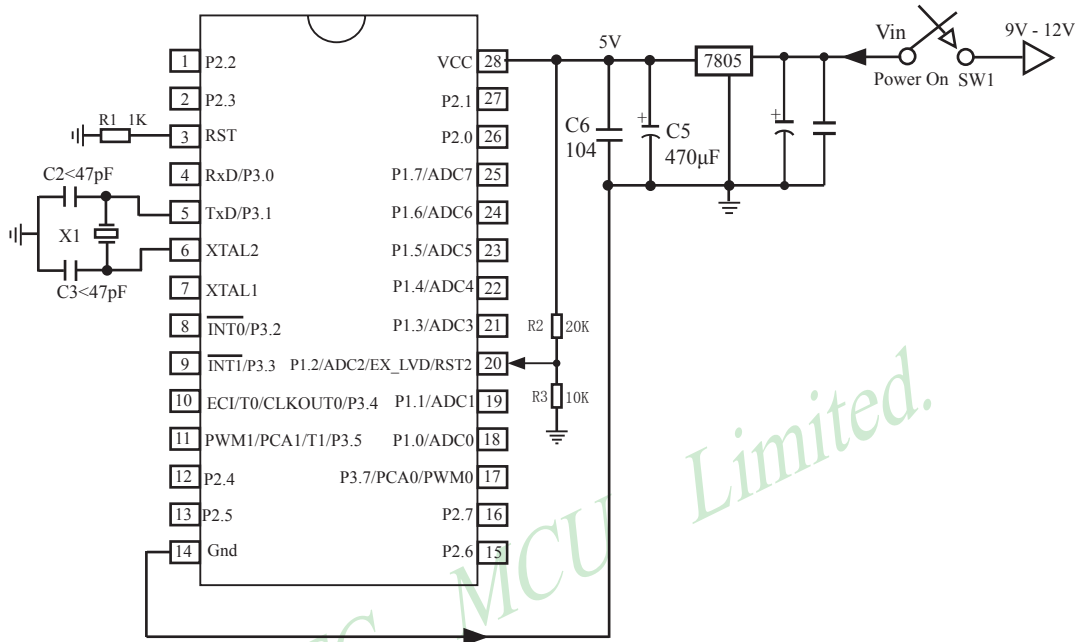 9V - 12V
Vin
Power On SW1
5V
7805
C6
104
+
C5
470μF
+
1 P2.2
2 P2.3
3 RST
4 RxD/P3.0
5 TxD/P3.1
6 XTAL2
7 XTAL1
8 INT0/P3.2
9 INT1/P3.3
10 ECI/T0/CLKOUT0/P3.4
11 PWM1/PCA1/T1/P3.5
12 P2.4
13 P2.5
14 Gnd
VCC 28
P2.1 27
P2.0 26
P1.7/ADC7 25
P1.6/ADC6 24
P1.5/ADC5 23
P1.4/ADC4 22
P1.3/ADC3 21
P1.2/ADC2/EX_LVD/RST2 20
P1.1/ADC1 19
P1.0/ADC0 18
P3.7/PCA0/PWM0 17
P2.7 16
P2.6 15
R1 1K
C2<47pF
X1
C3<47pF
R2 20K
R3 10K
MCU Limited.